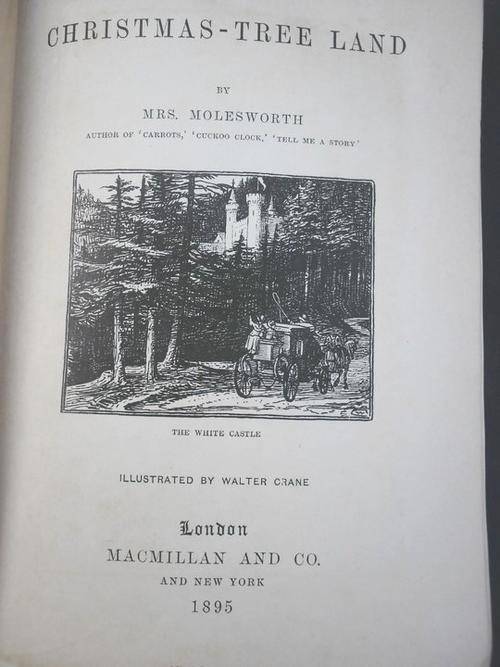 CHRISTMAS-TREE LAND
BY
MRS. MOLESWORTH
AUTHOR OF 'CARROTS,' 'CUCKOO CLOCK,' 'TELL ME A STORY'
THE WHITE CASTLE
ILLUSTRATED BY WALTER CRANE
London
MACMILLAN AND CO.
AND NEW YORK
1895